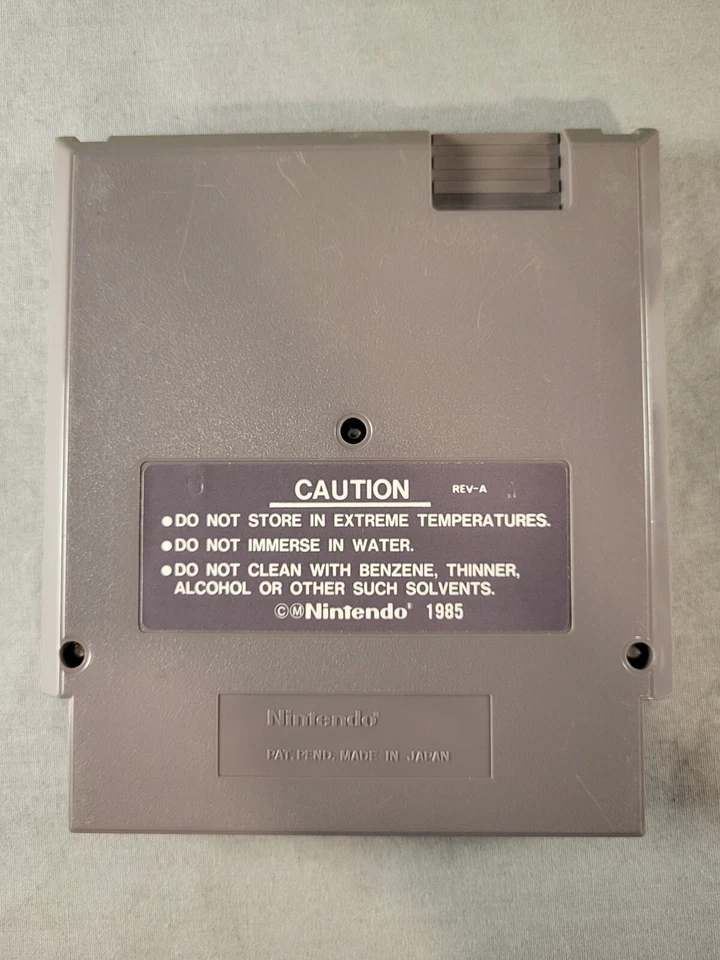 CAUTION REV-A
●DO NOT STORE IN EXTREME TEMPERATURES.
●DO NOT IMMERSE IN WATER.
●DO NOT CLEAN WITH BENZENE, THINNER,
ALCOHOL OR OTHER SUCH SOLVENTS.
©ⓂNintendo® 1985
Nintendo®
PAT. PEND. MADE IN JAPAN